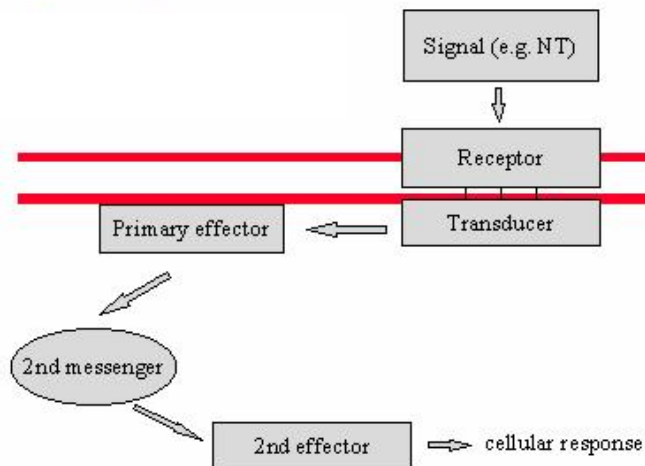 Signal (e.g. NT)
Receptor
Transducer
Primary effector
2nd messenger
2nd effector
cellular response